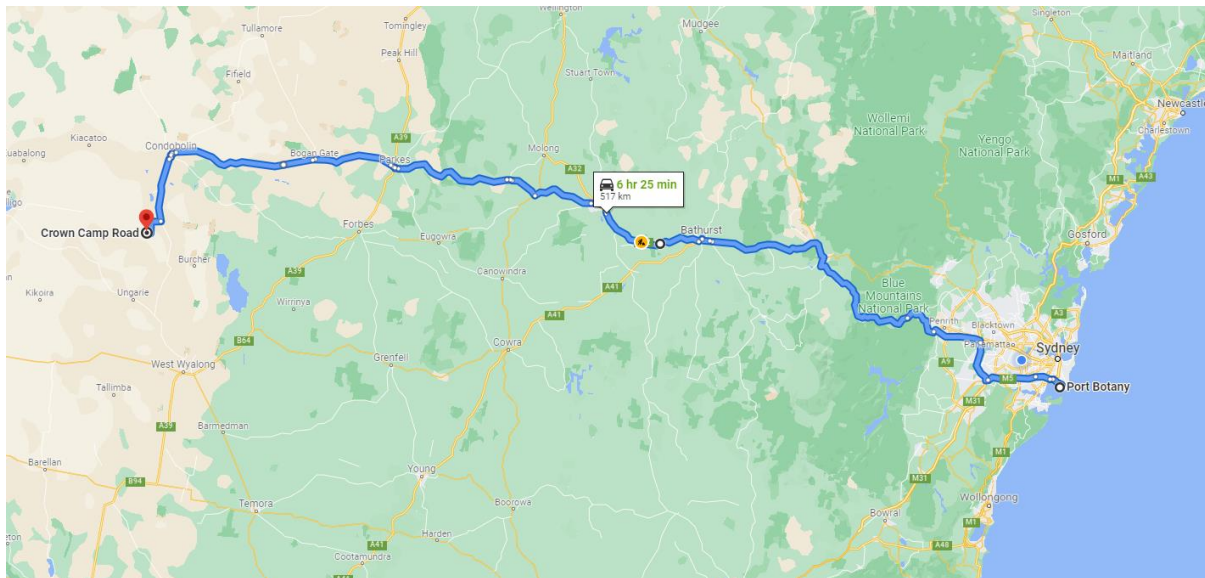 Wellington
Mudgee
Singleton
Tullamore
Tomingley
Peak Hill
Maitland
Stuart Town
Fifield
Newcastle
Wollemi
National Park
Charlestown
Yengo
National Park
Kiacatoo
Condobolin
Bogan Gate
A39
Parkes
Molong
A32
M1
A43
6 hr 25 min
517 km
Crown Camp Road
Forbes
Eugowra
Bathurst
Gosford
M1
Burcher
A39
Canowindra
A41
Blue
Mountains
National Park
Kikoira
Ungarie
Wirrinya
A41
Penrith
Blacktown
A3
B64
Cowra
Sydney
A9
M5
Port Botany
West Wyalong
Grenfell
Tallimba
M31
A39
Barmedman
M31
M1
Barellan
Young
B94
Wollongong
Temora
Boorowa
Bowral
M1
Harden
A48
Cootamundra
A41